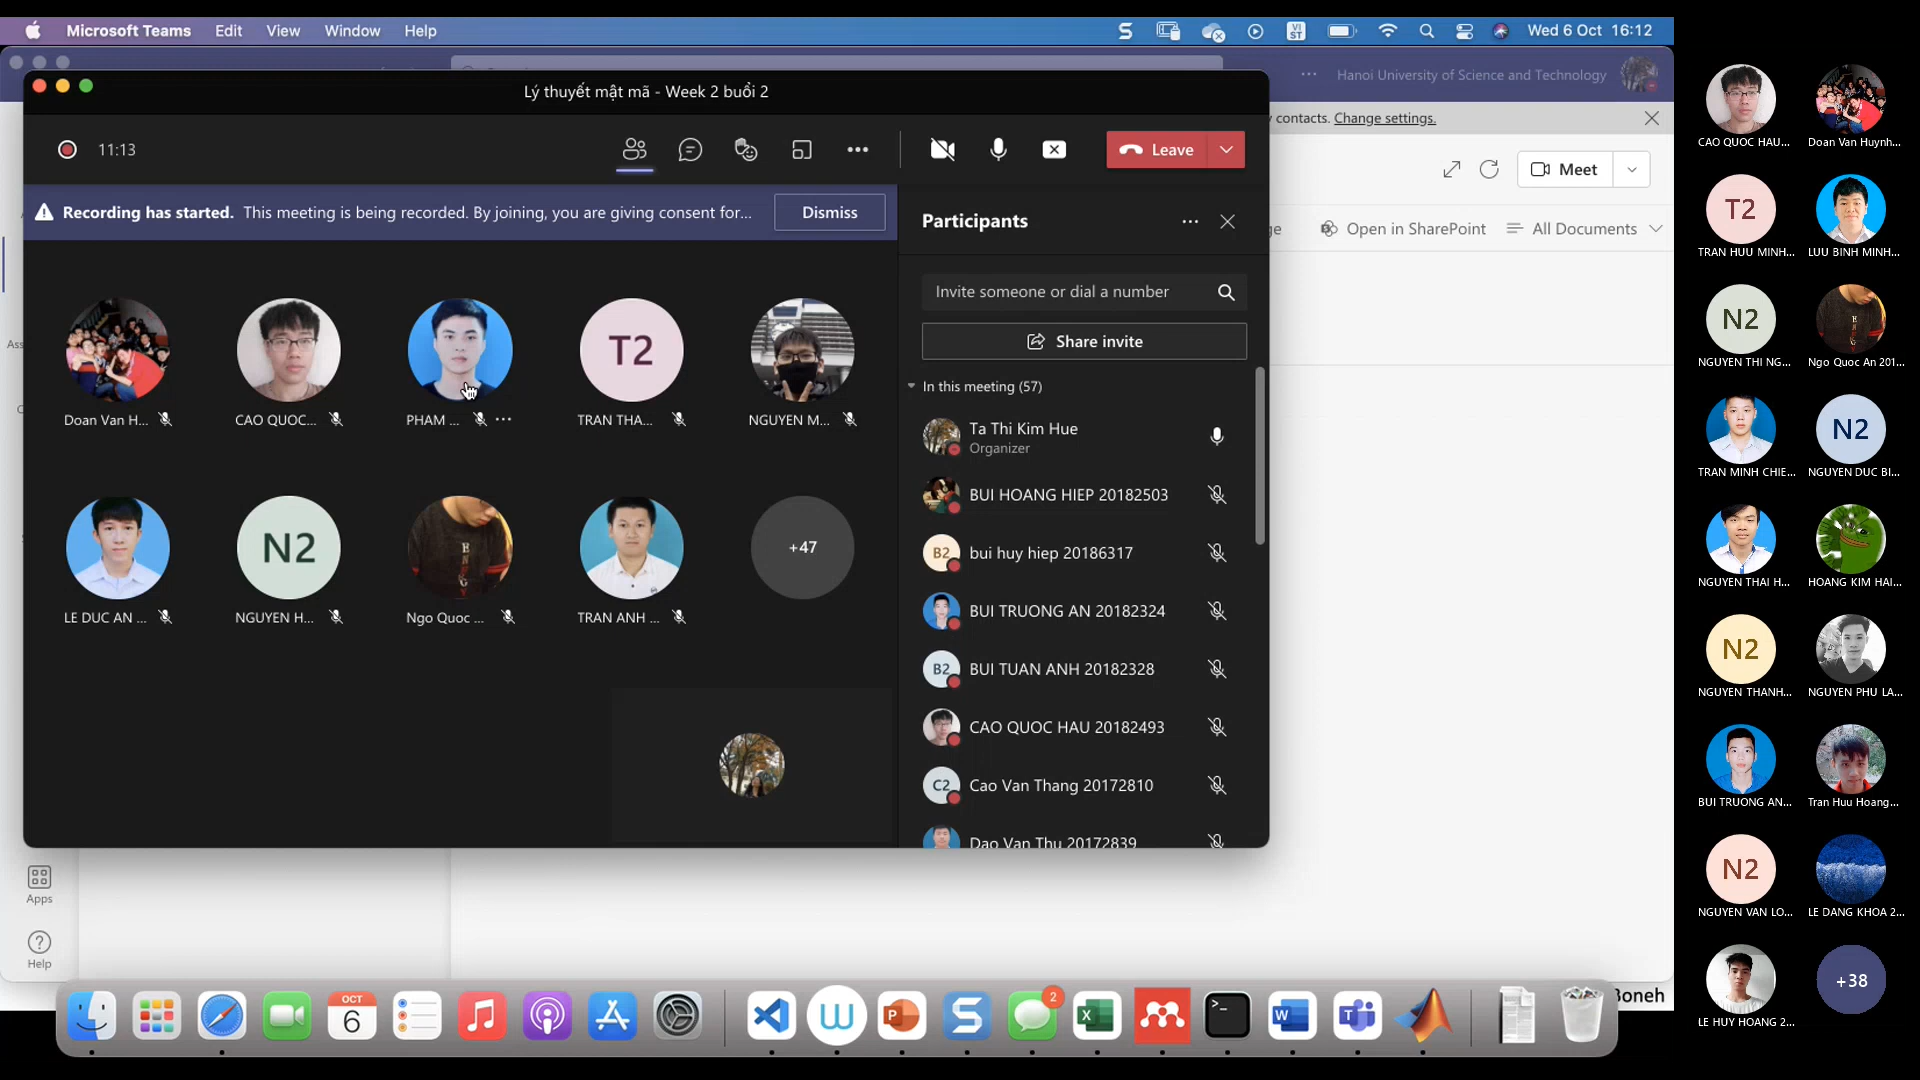 Microsoft Teams Edit View Window Help
VI
ST
Wed 6 Oct 16:12
Hanoi University of Science and Technology
Lý thuyết mật mã - Week 2 buổi 2
contacts. Change settings.
11:13
Leave
Meet
Recording has started. This meeting is being recorded. By joining, you are giving consent for...
Dismiss
Participants
Open in SharePoint
All Documents
Invite someone or dial a number
Share invite
In this meeting (57)
Ta Thi Kim Hue
Organizer
BUI HOANG HIEP 20182503
B2 bui huy hiep 20186317
BUI TRUONG AN 20182324
B2 BUI TUAN ANH 20182328
CAO QUOC HAU 20182493
C2 Cao Van Thang 20172810
Dao Van Thu 20172839
T2
Doan Van H...
CAO QUOC...
PHAM ...
TRAN THA...
NGUYEN M...
N2
+47
LE DUC AN ...
NGUYEN H...
Ngo Quoc ...
TRAN ANH ...
Apps
Help
OCT
6
2
Boneh
CAO QUOC HAU...
Doan Van Huynh...
T2
TRAN HUU MINH...
LUU BINH MINH...
N2
NGUYEN THI NG...
Ngo Quoc An 201...
TRAN MINH CHIE...
N2
NGUYEN DUC BI...
NGUYEN THAI H...
HOANG KIM HAI...
N2
NGUYEN THANH...
NGUYEN PHU LA...
BUI TRUONG AN...
Tran Huu Hoang...
N2
NGUYEN VAN LO...
LE DANG KHOA 2...
LE HUY HOANG 2...
+38